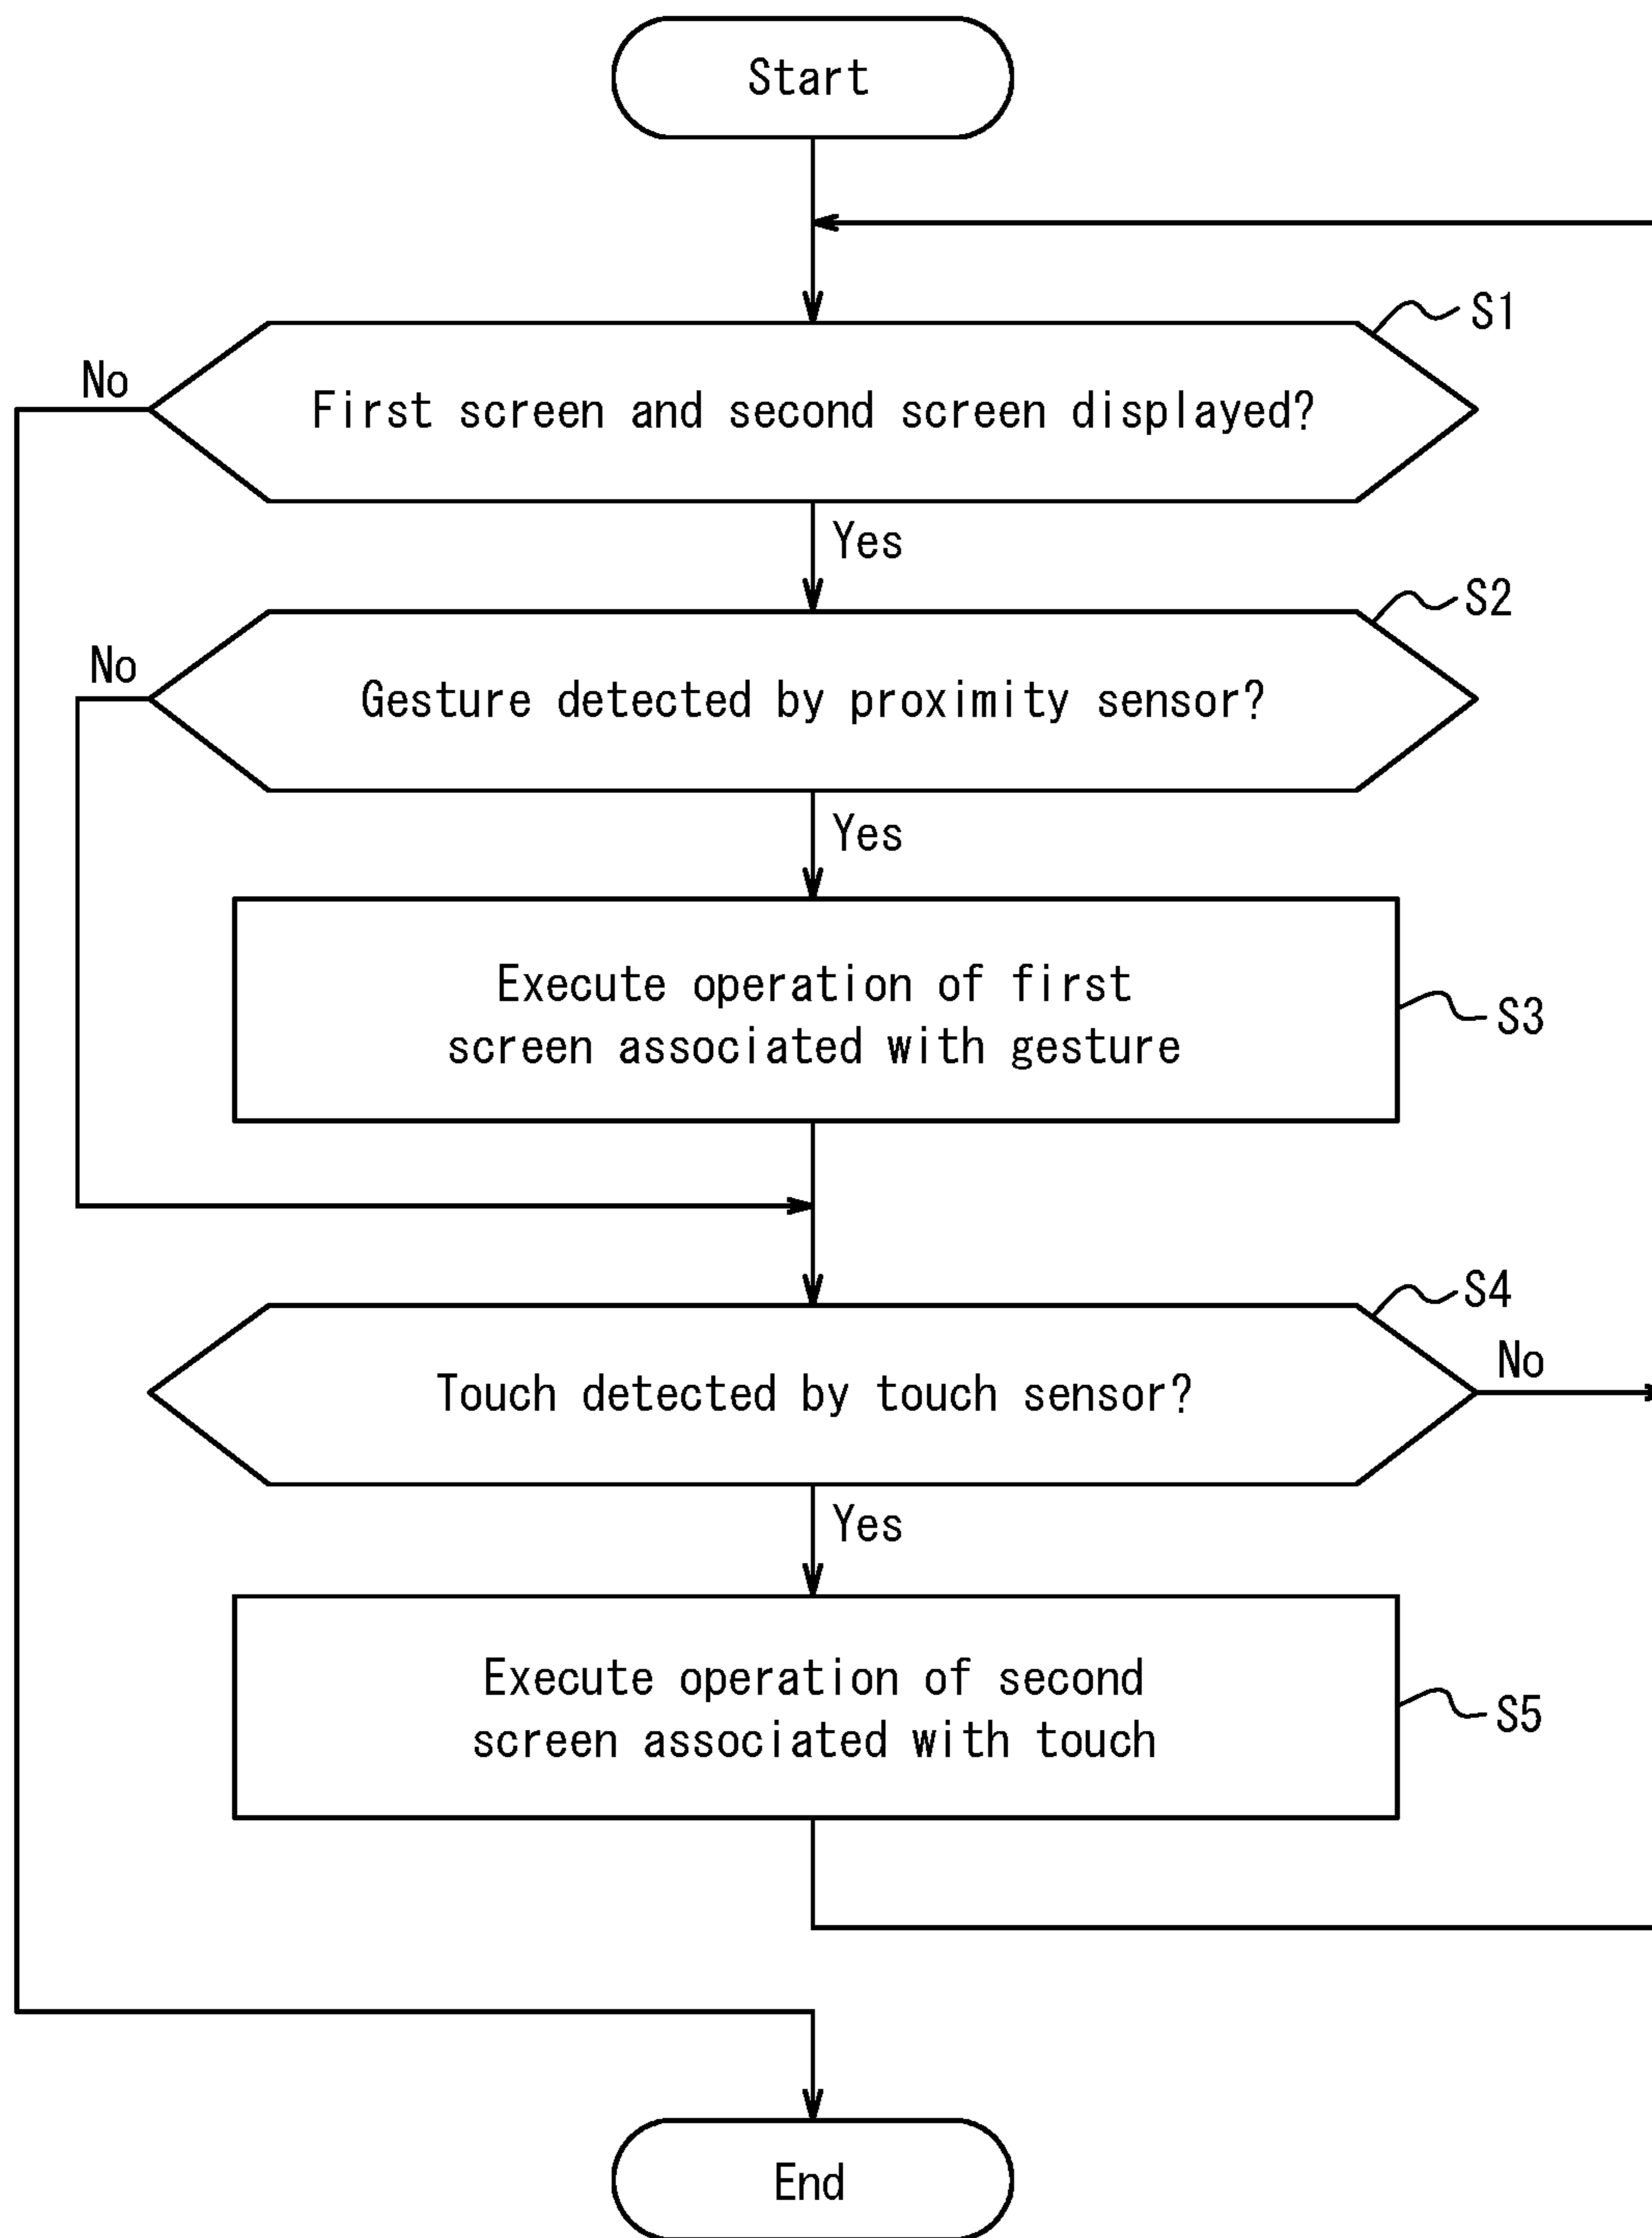 Start
S1
No
First screen and second screen displayed?
Yes
S2
No
Gesture detected by proximity sensor?
Yes
Execute operation of first
screen associated with gesture
S3
S4
No
Touch detected by touch sensor?
Yes
Execute operation of second
screen associated with touch
S5
End